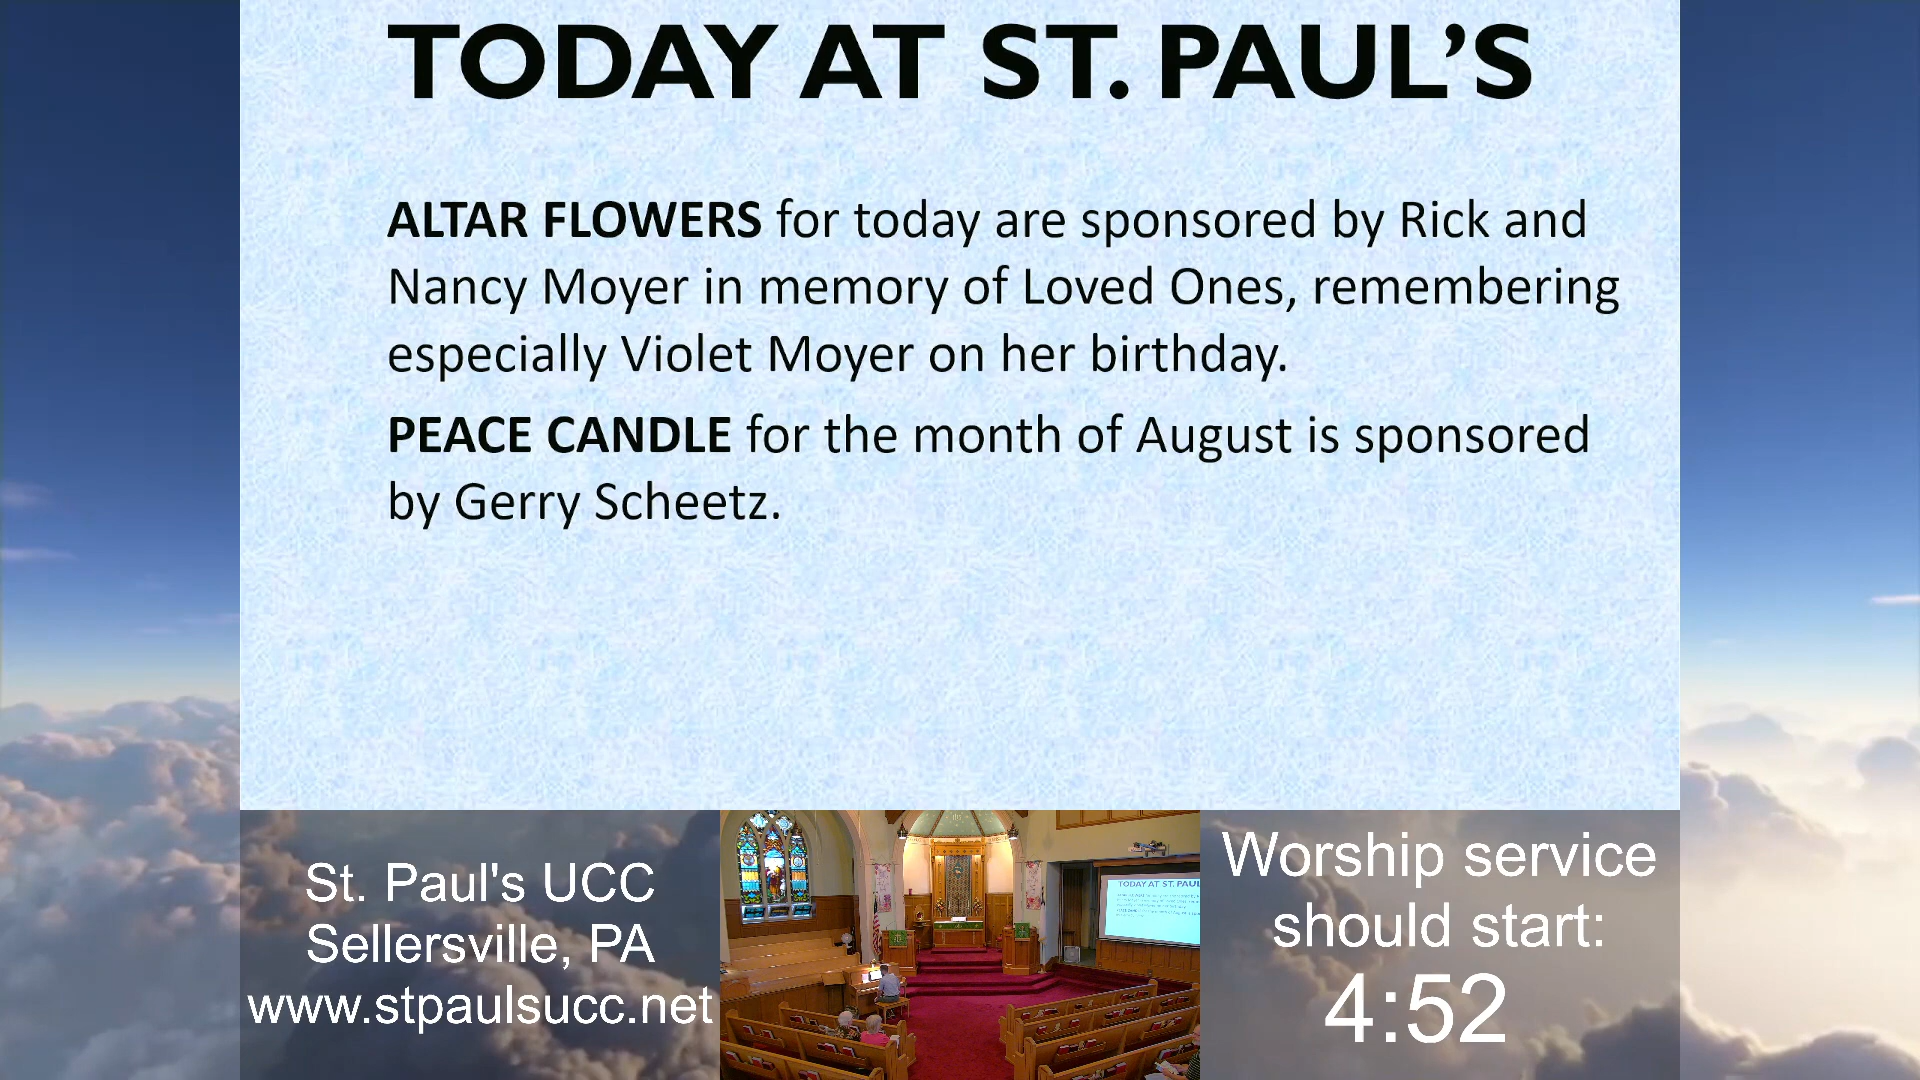 TODAY AT ST. PAUL’S
ALTAR FLOWERS for today are sponsored by Rick and
Nancy Moyer in memory of Loved Ones, remembering
especially Violet Moyer on her birthday.
PEACE CANDLE for the month of August is sponsored
by Gerry Scheetz.
St. Paul's UCC
Sellersville, PA
www.stpaulsucc.net
TODAY AT ST. PAUL
Worship service
should start:
4:52